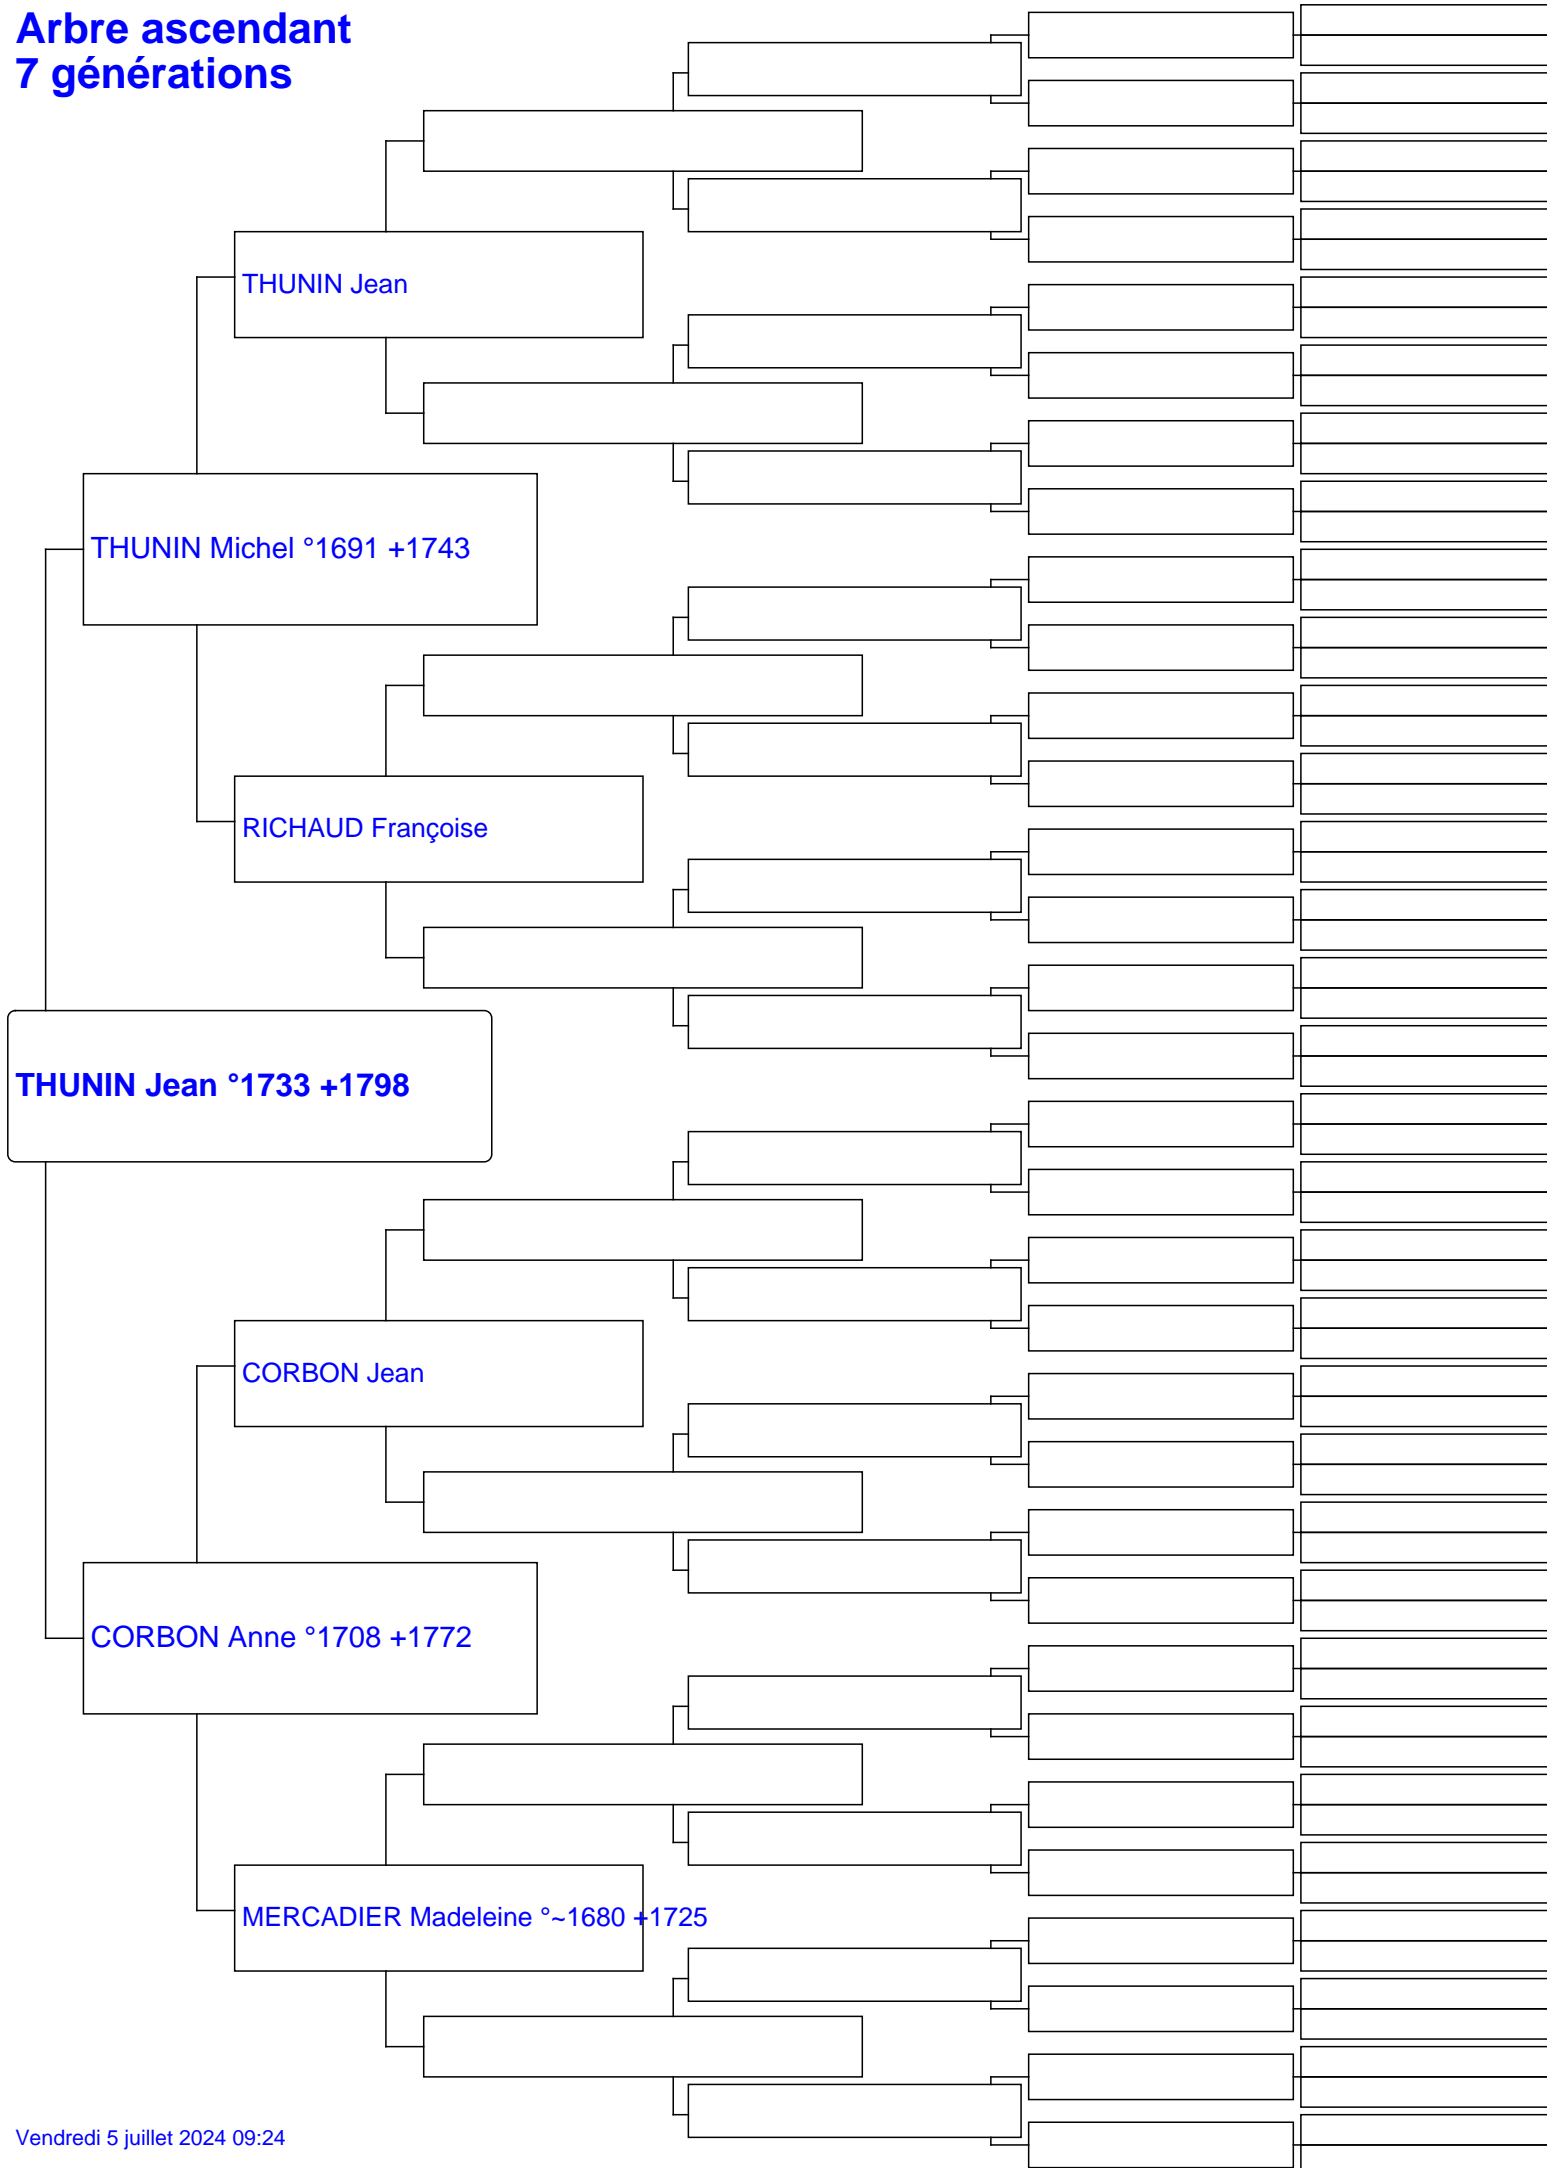 Arbre ascendant
7 générations
THUNIN Jean
THUNIN Michel °1691 +1743
RICHAUD Françoise
THUNIN Jean °1733 +1798
CORBON Jean
CORBON Anne °1708 +1772
MERCADIER Madeleine °~1680 +1725
Vendredi 5 juillet 2024 09:24